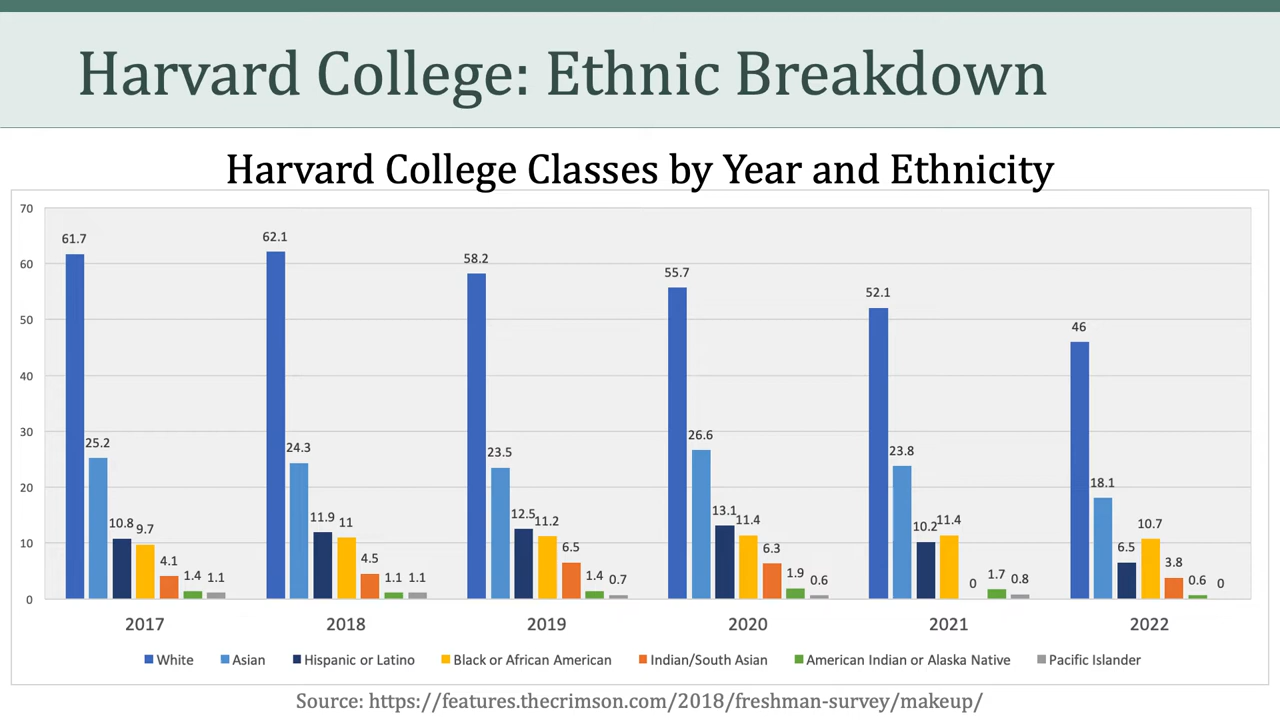 Harvard College: Ethnic Breakdown
Harvard College Classes by Year and Ethnicity
70
60
50
40
30
20
10
0
61.7 25.2 10.8 9.7 4.1 1.4 1.1
62.1 24.3 11.9 11 4.5 1.1 1.1
58.2 23.5 12.5 11.2 6.5 1.4 0.7
55.7 26.6 13.1 11.4 6.3 1.9 0.6
52.1 23.8 10.2 11.4 0 1.7 0.8
46 18.1 6.5 10.7 3.8 0.6 0
2017 2018 2019 2020 2021 2022
White Asian Hispanic or Latino Black or African American Indian/South Asian American Indian or Alaska Native Pacific Islander
Source: https://features.thecrimson.com/2018/freshman-survey/makeup/